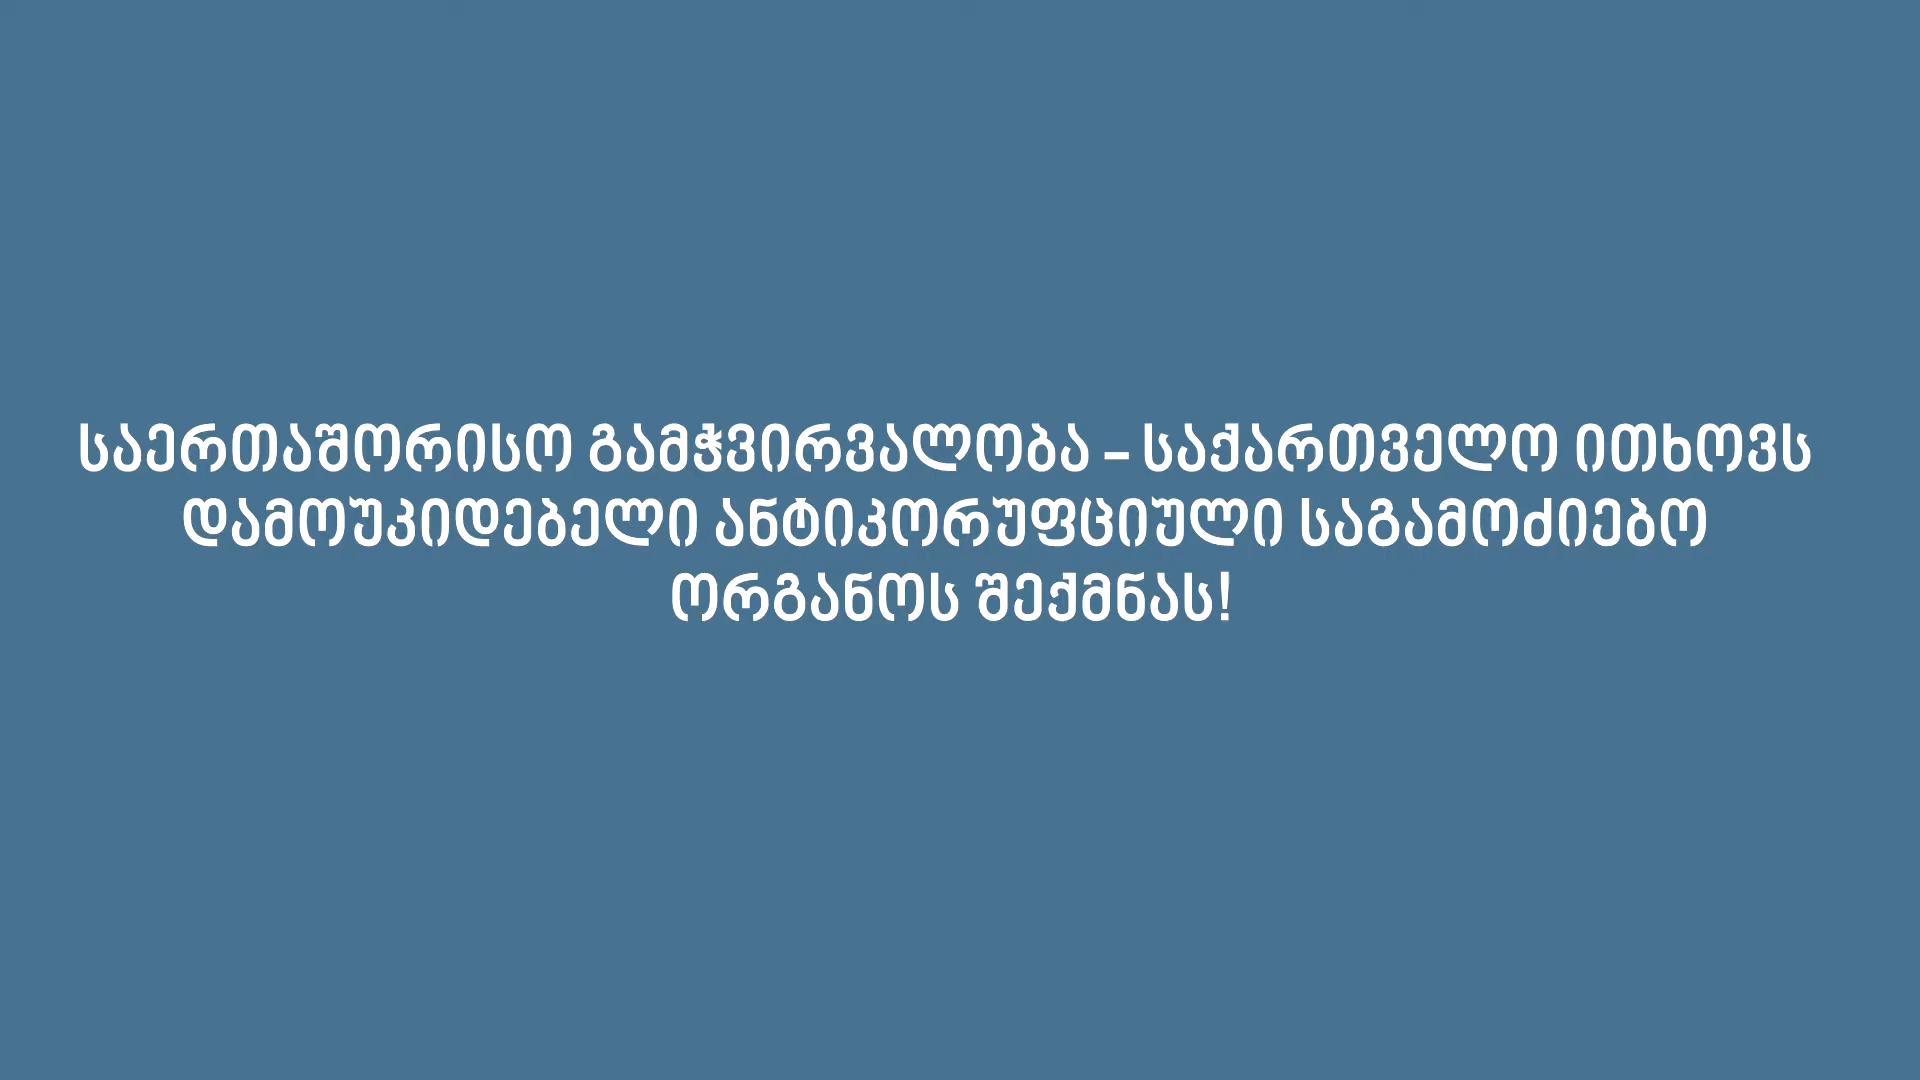 საერთაშორისო გამჭვირვალობა – საქართველო ითხოვს
დამოუკიდებელი ანტიკორუფციული საგამოძიებო
ორგანოს შექმნას!